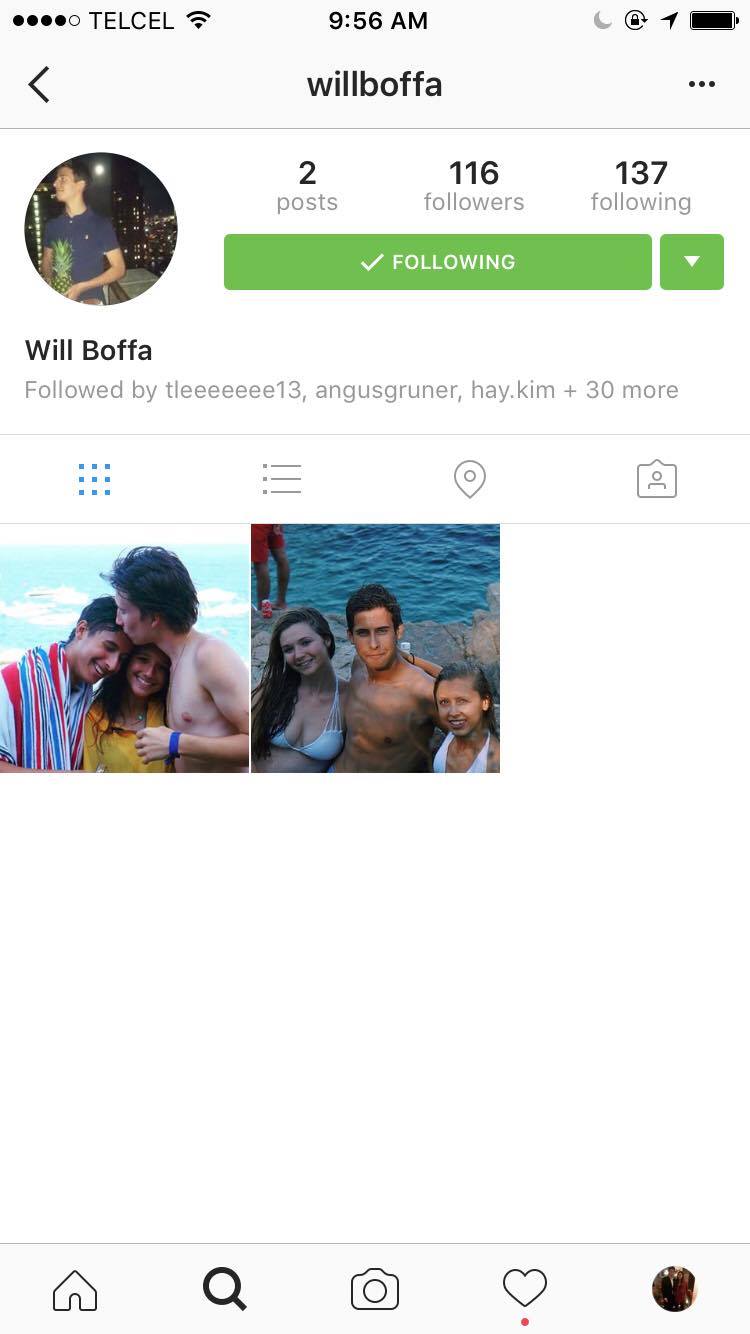 TELCEL 9:56 AM
willboffa
2 116 137
posts followers following
FOLLOWING
Will Boffa
Followed by tleeeeeee13, angusgruner, hay.kim + 30 more